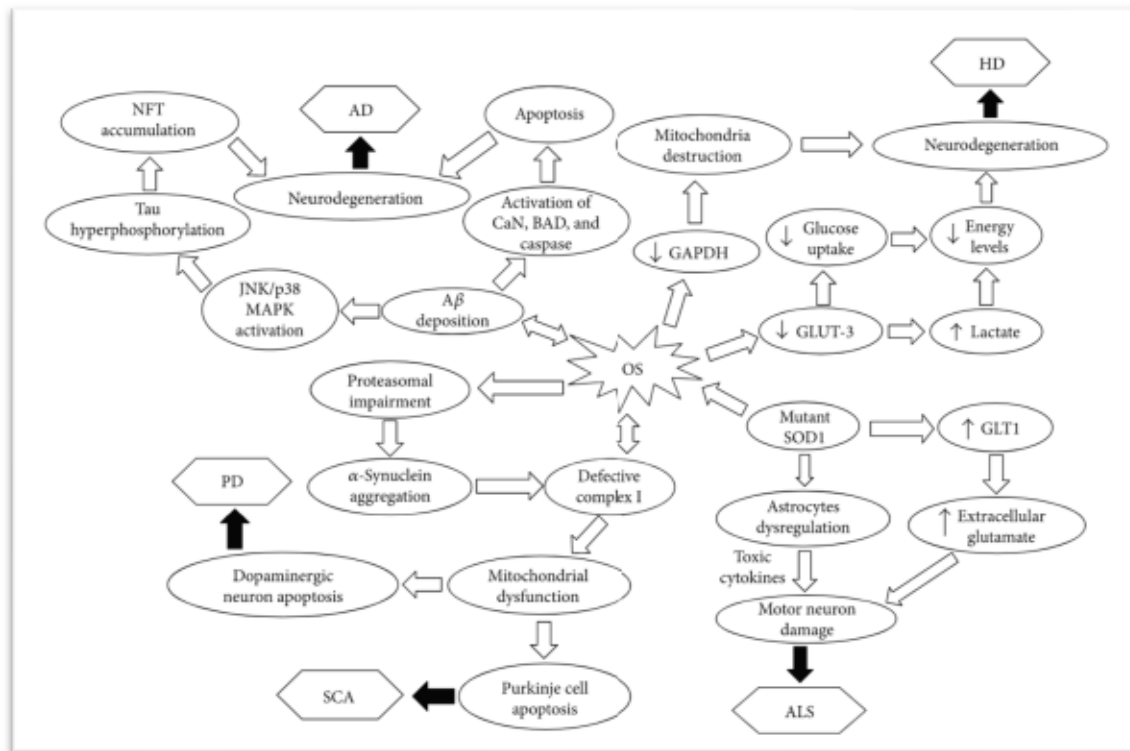 HD
NFT
accumulation
AD
Apoptosis
Mitochondria
destruction
Neurodegeneration
Neurodegeneration
Tau
hyperphosphorylation
Activation of
CaN, BAD, and
caspase
↓ GAPDH
↓ Glucose
uptake
↓ Energy
levels
JNK/p38
MAPK
activation
Aβ
deposition
↓ GLUT-3
↑ Lactate
OS
Proteasomal
impairment
Mutant
SOD1
↑ GLT1
PD
α-Synuclein
aggregation
Defective
complex I
Astrocytes
dysregulation
↑ Extracellular
glutamate
Toxic
cytokines
Dopaminergic
neuron apoptosis
Mitochondrial
dysfunction
Motor neuron
damage
SCA
Purkinje cell
apoptosis
ALS